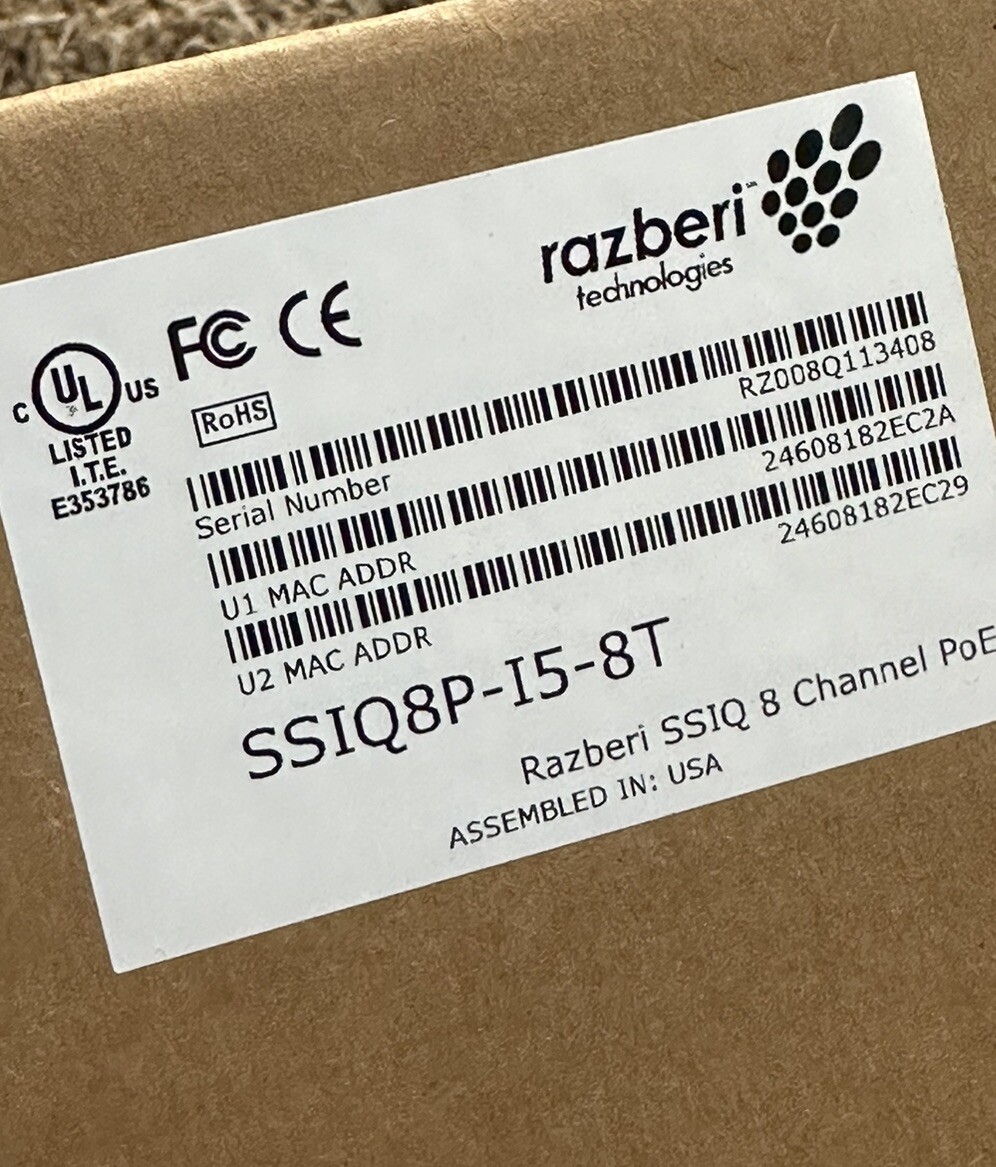 razberi
technologies
C UL US
LISTED
I.T.E.
E353786
FC CE
RoHS
RZ008Q113408
Serial Number
24608182EC2A
U1 MAC ADDR
24608182EC29
U2 MAC ADDR
SSIQ8P-I5-8T
Razberi SSIQ 8 Channel PoE
ASSEMBLED IN: USA